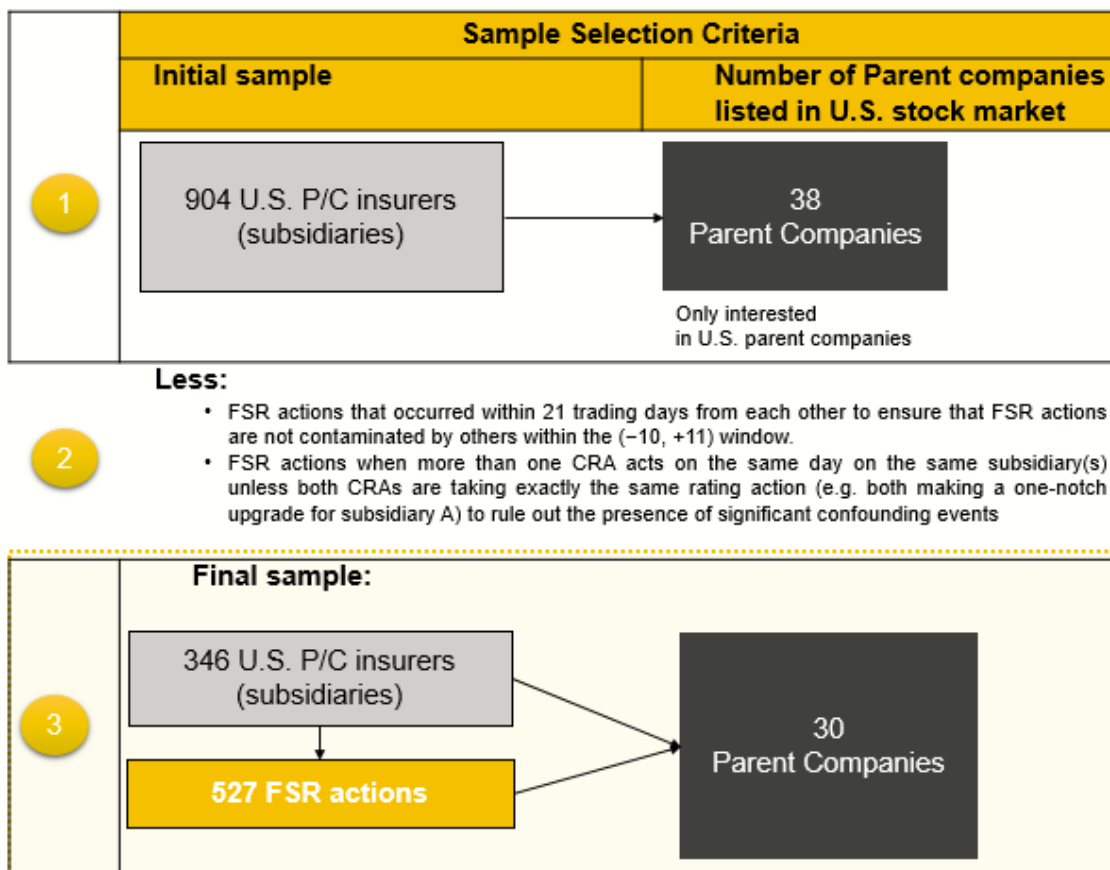 Sample Selection Criteria
Initial sample
Number of Parent companies
listed in U.S. stock market
1
904 U.S. P/C insurers
(subsidiaries)
38
Parent Companies
Only interested
in U.S. parent companies
Less:
2
• FSR actions that occurred within 21 trading days from each other to ensure that FSR actions
are not contaminated by others within the (−10, +11) window.
• FSR actions when more than one CRA acts on the same day on the same subsidiary(s)
unless both CRAs are taking exactly the same rating action (e.g. both making a one-notch
upgrade for subsidiary A) to rule out the presence of significant confounding events
Final sample:
3
346 U.S. P/C insurers
(subsidiaries)
527 FSR actions
30
Parent Companies